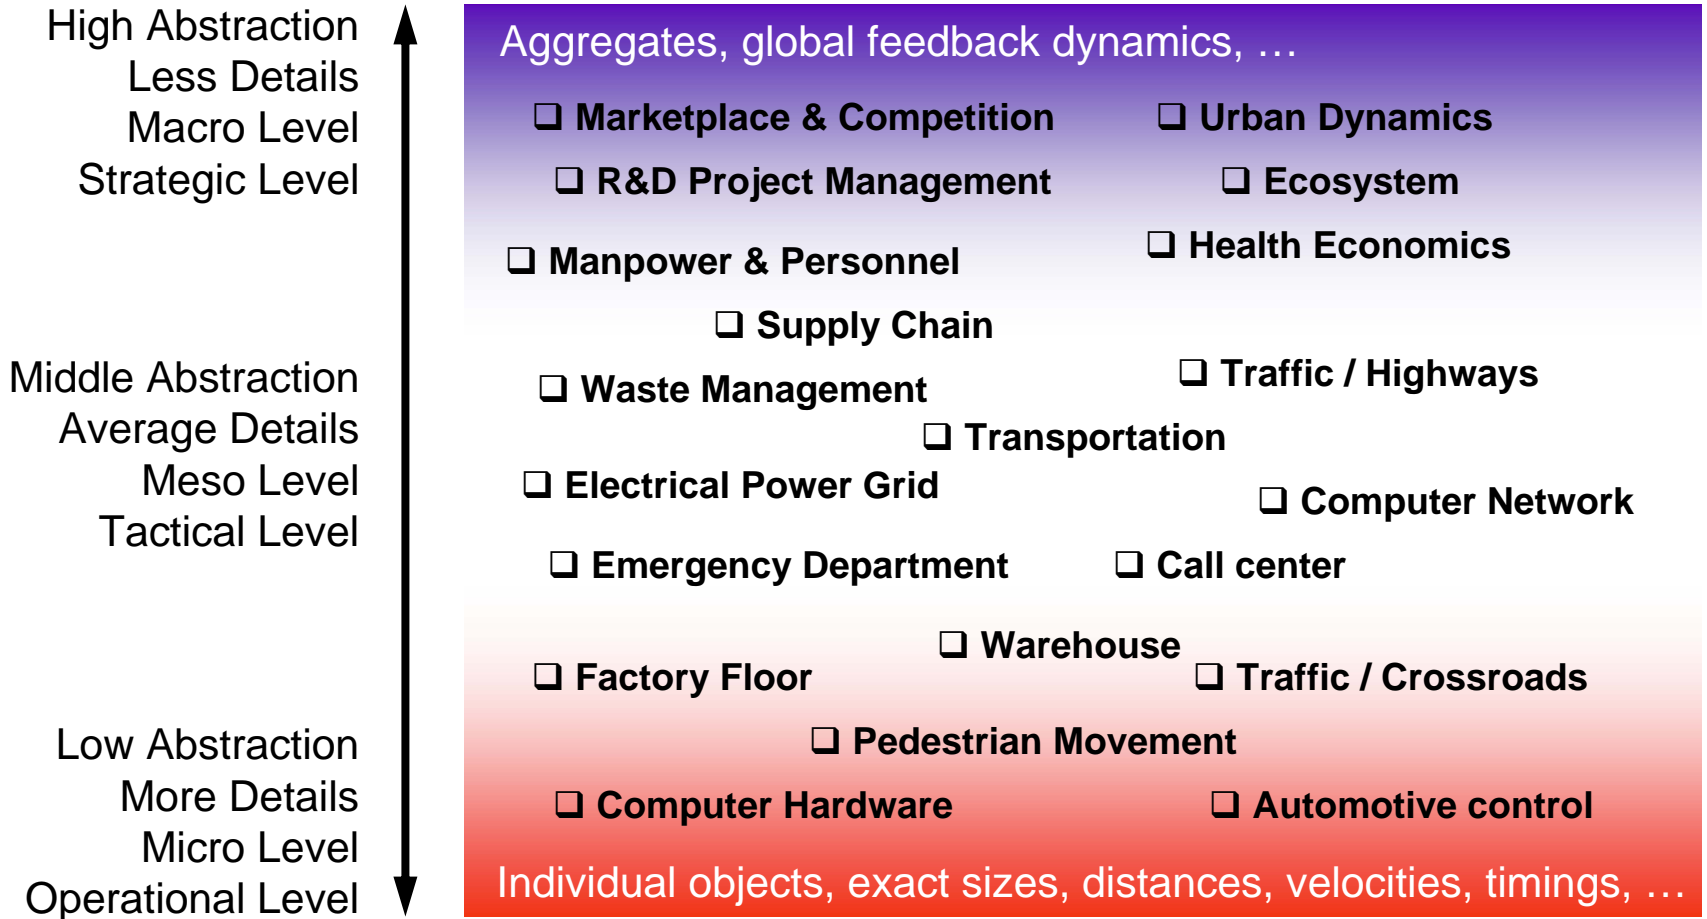 High Abstraction
Less Details
Macro Level
Strategic Level
Middle Abstraction
Average Details
Meso Level
Tactical Level
Low Abstraction
More Details
Micro Level
Operational Level
Aggregates, global feedback dynamics, …
❑ Marketplace & Competition
❑ Urban Dynamics
❑ R&D Project Management
❑ Ecosystem
❑ Health Economics
❑ Manpower & Personnel
❑ Supply Chain
❑ Traffic / Highways
❑ Waste Management
❑ Transportation
❑ Electrical Power Grid
❑ Computer Network
❑ Emergency Department
❑ Call center
❑ Warehouse
❑ Factory Floor
❑ Traffic / Crossroads
❑ Pedestrian Movement
❑ Computer Hardware
❑ Automotive control
Individual objects, exact sizes, distances, velocities, timings, …